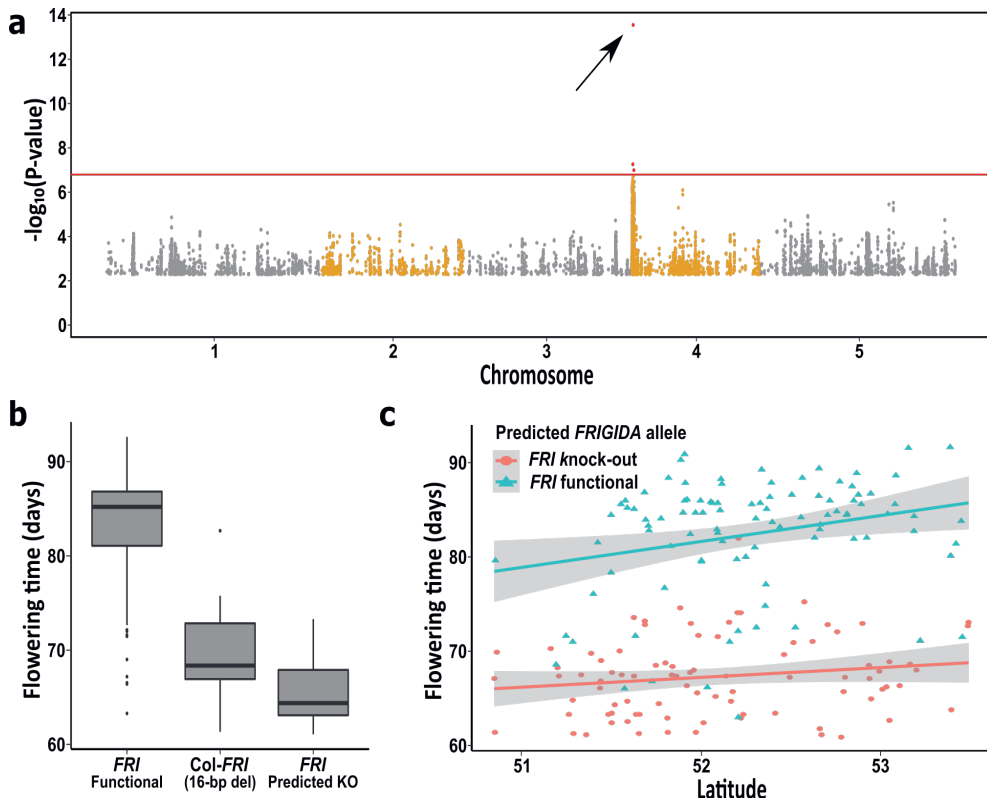 a
-log₁₀(P-value)
14
12
10
8
6
4
2
0
1
2
3
4
5
Chromosome
b
Flowering time (days)
90
80
70
60
FRI
Functional
Col-FRI
(16-bp del)
FRI
Predicted KO
c
Predicted FRIGIDA allele
FRI knock-out
FRI functional
Flowering time (days)
90
80
70
60
51
52
53
Latitude